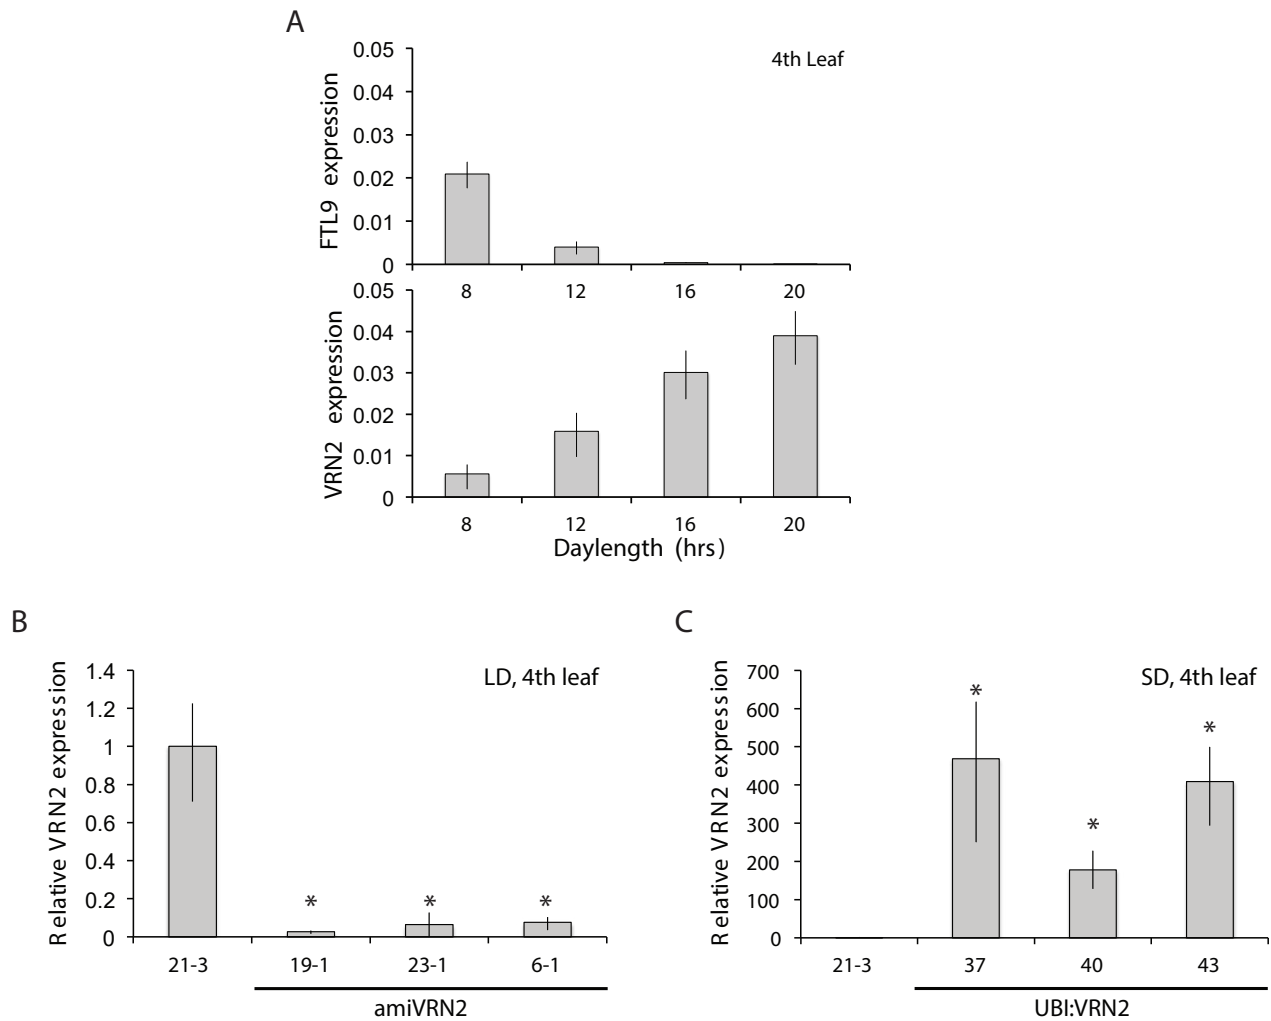 A
4th Leaf
FTL9 expression
0.05
0.04
0.03
0.02
0.01
0
8 12 16 20
VRN2 expression
0.05
0.04
0.03
0.02
0.01
0
8 12 16 20
Daylength (hrs)
B
LD, 4th leaf
Relative VRN2 expression
1.4
1.2
1
0.8
0.6
0.4
0.2
0
* * *
21-3 19-1 23-1 6-1
amiVRN2
C
SD, 4th leaf
Relative VRN2 expression
700
600
500
400
300
200
100
0
* * *
21-3 37 40 43
UBI:VRN2